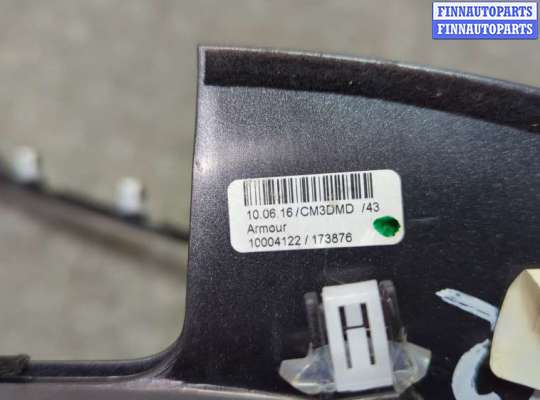 FINNAUTOPARTS
FINNAUTOPARTS
10.06.16/CM3DMD /43
Armour
10004122 / 173876